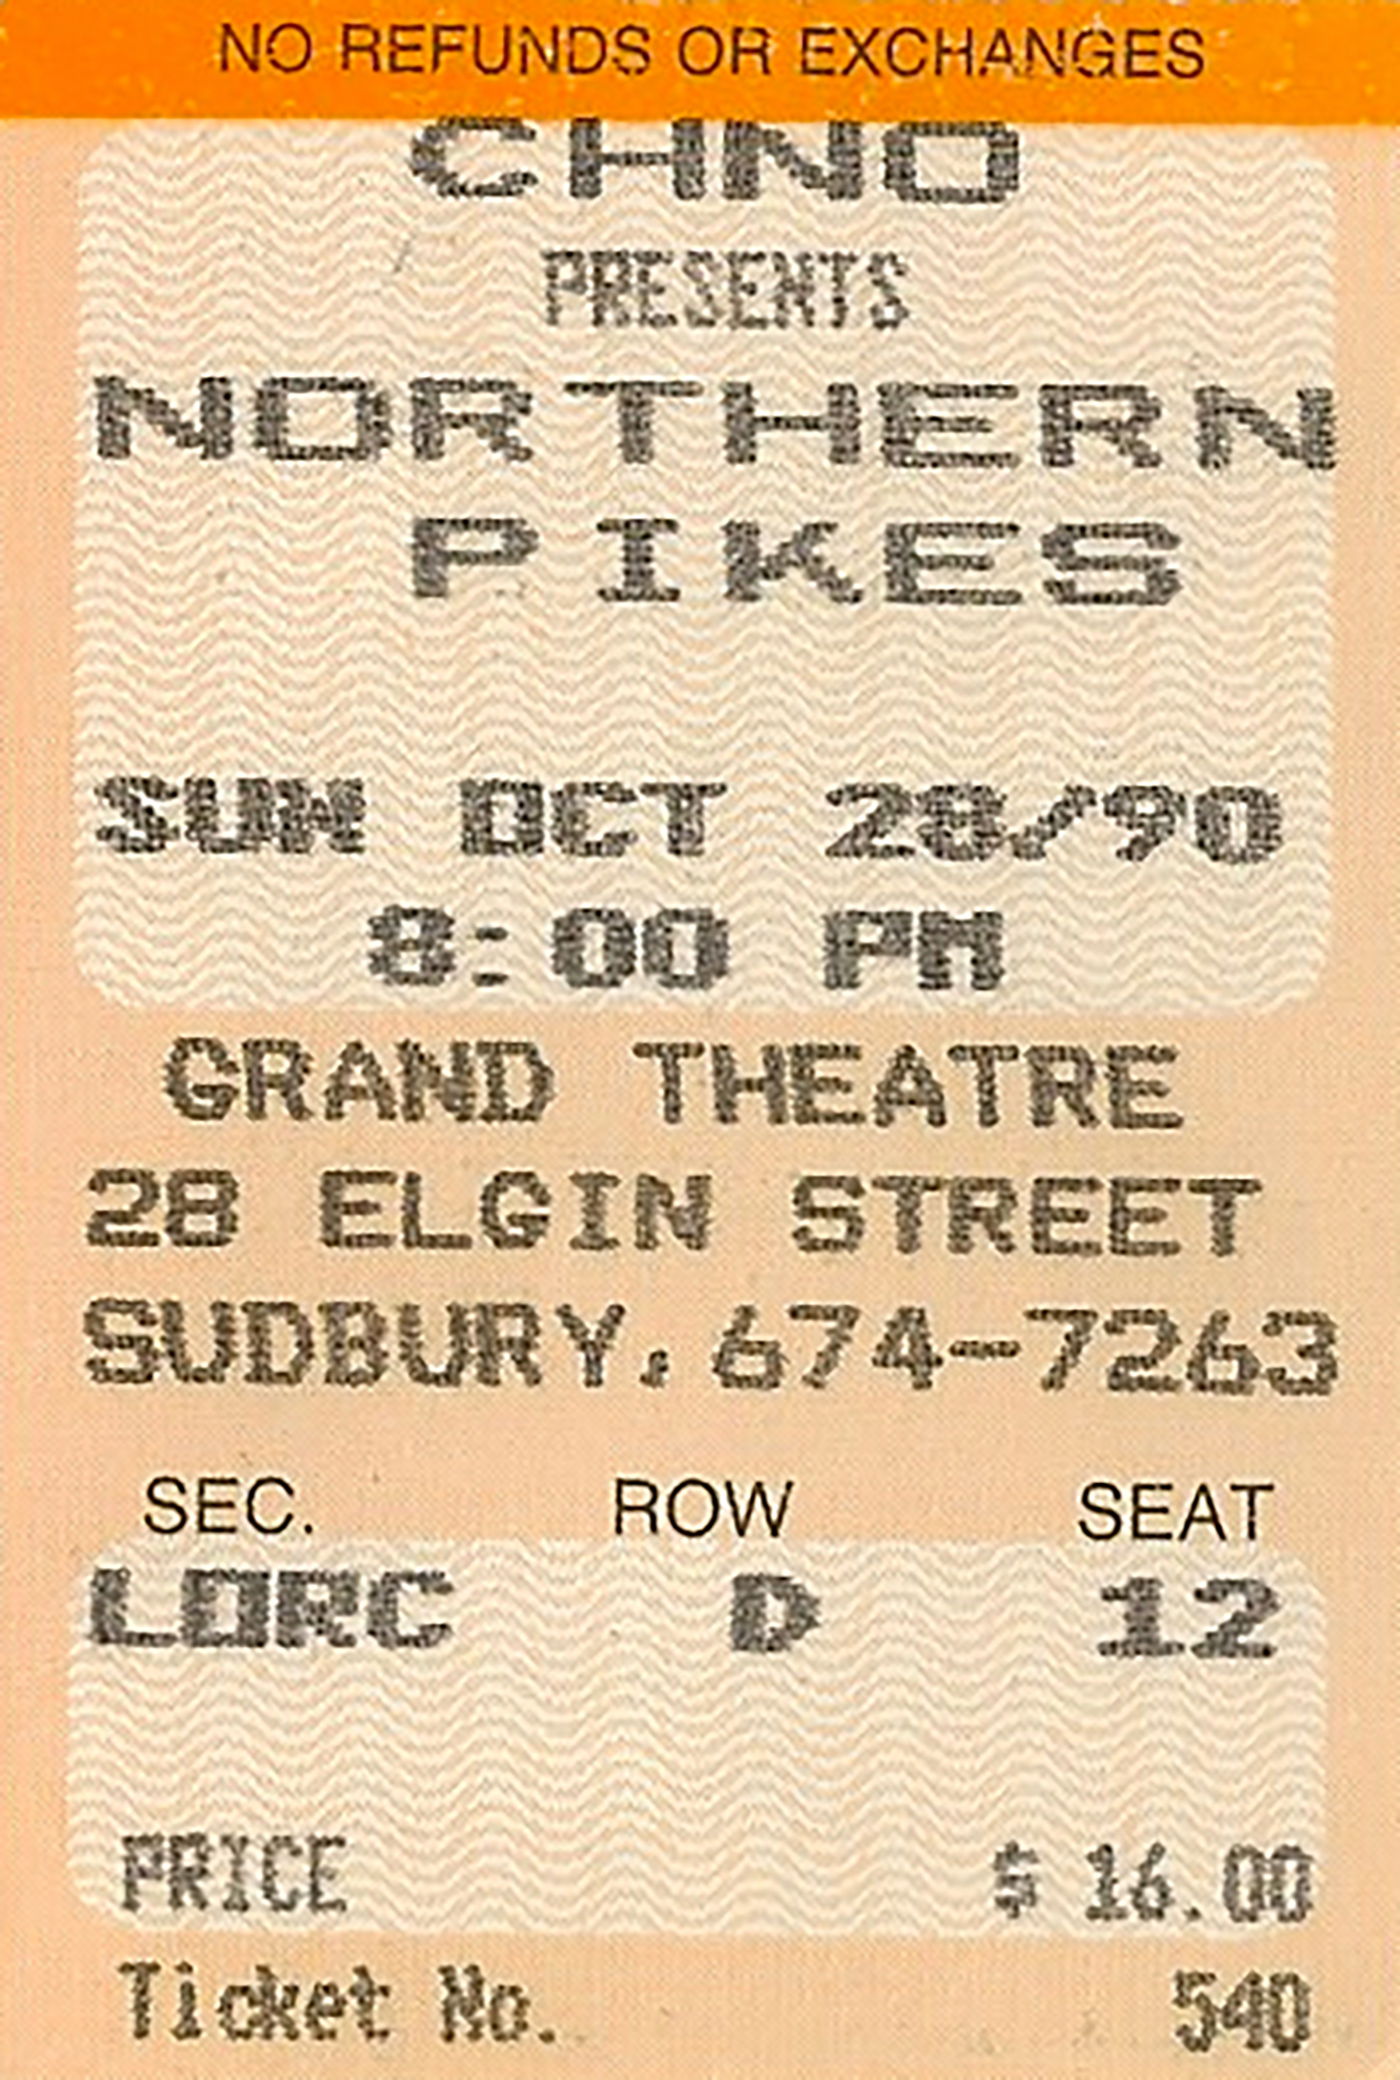 NO REFUNDS OR EXCHANGES
CHNO
PRESENTS
NORTHERN
PIKES
SUN OCT 28/90
8:00 PM
GRAND THEATRE
28 ELGIN STREET
SUDBURY, 674-7263
SEC. ROW SEAT
LORC D 12
PRICE $ 16.00
Ticket No. 540